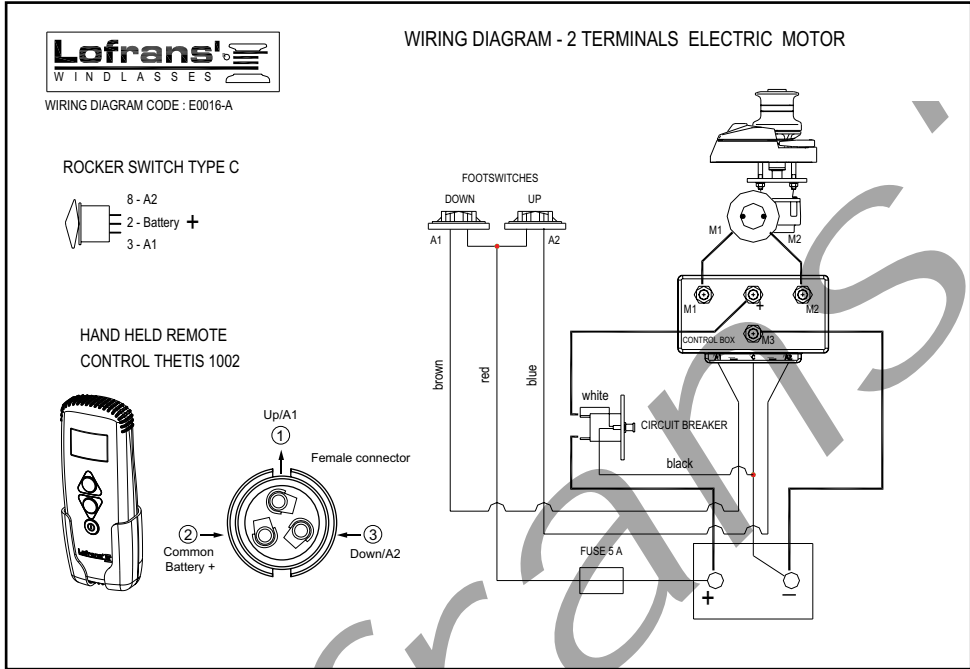 Lofrans'
WINDLASSES
WIRING DIAGRAM CODE : E0016-A
WIRING DIAGRAM - 2 TERMINALS ELECTRIC MOTOR
ROCKER SWITCH TYPE C
8 - A2
2 - Battery +
3 - A1
FOOTSWITCHES
DOWN UP
A1 A2
brown
red
blue
M1 M2
M1 + M2
CONTROL BOX M3
A1 - C - A2
white
CIRCUIT BREAKER
black
FUSE 5 A
+ -
HAND HELD REMOTE
CONTROL THETIS 1002
Lofrans'
Up/A1
1
Female connector
2
Common
Battery +
3
Down/A2
frans'